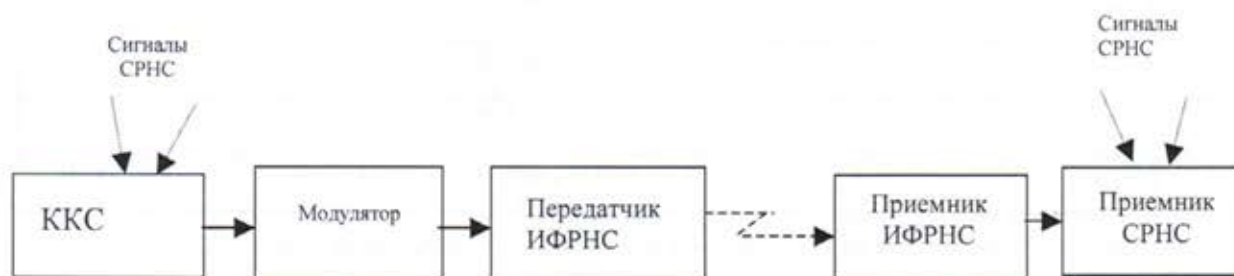 Сигналы
СРНС
Сигналы
СРНС
ККС
Модулятор
Передатчик
ИФРНС
Приемник
ИФРНС
Приемник
СРНС